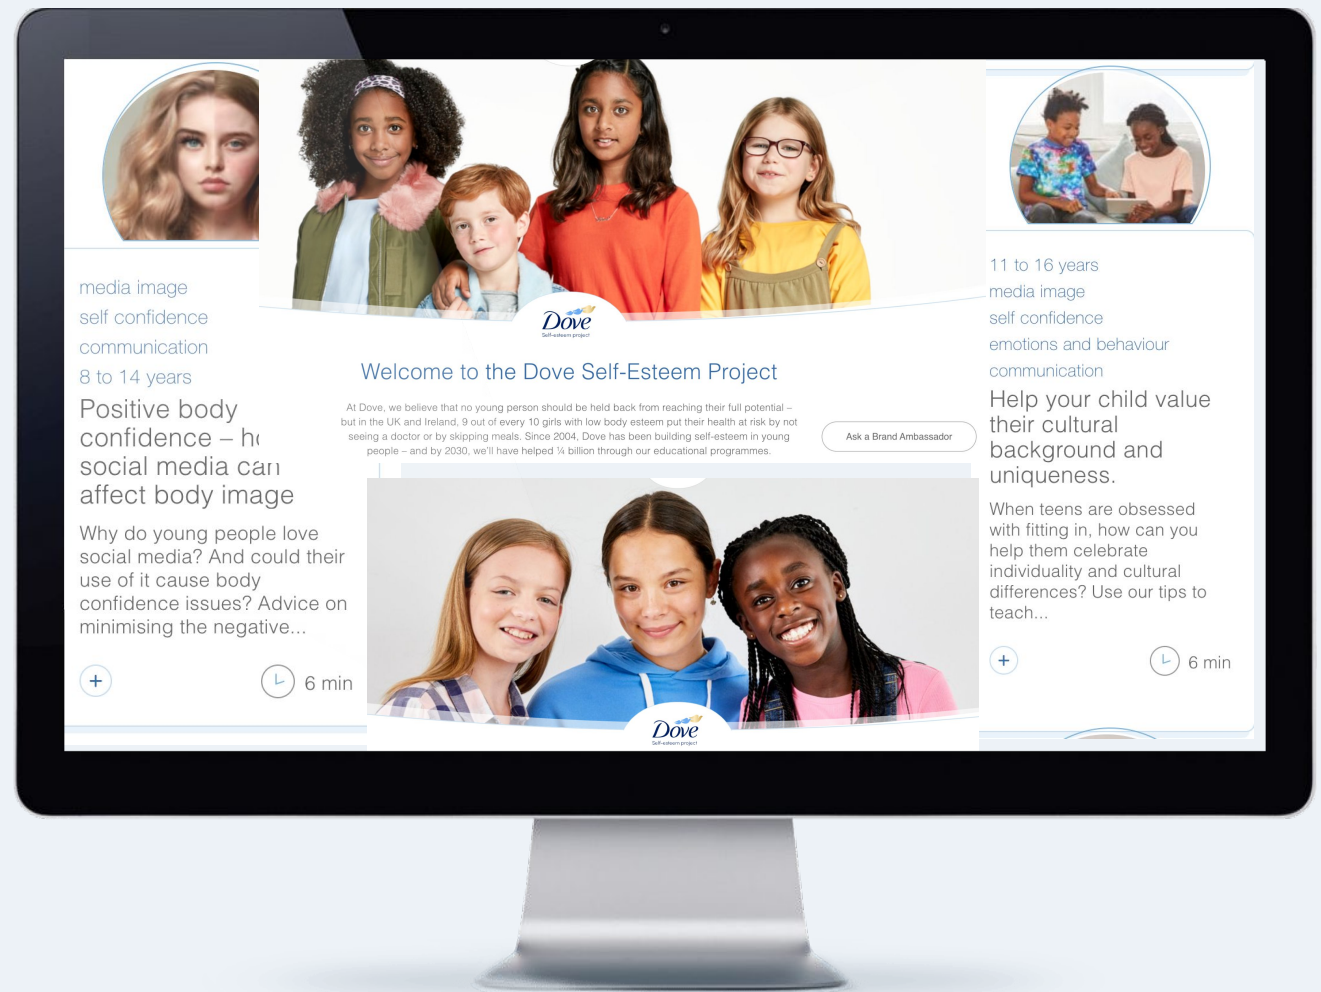 media image
self confidence
communication
8 to 14 years
Positive body
confidence –
social media can
affect body image
Why do young people love
social media? And could their
use of it cause body
confidence issues? Advice on
minimising the negative...
+
6 min
Dove
Self-esteem project
Welcome to the Dove Self-Esteem Project
At Dove, we believe that no young person should be held back from reaching their full potential –
but in the UK and Ireland, 9 out of every 10 girls with low body esteem put their health at risk by not
seeing a doctor or by skipping meals. Since 2004, Dove has been building self-esteem in young
people – and by 2030, we'll have helped ¼ billion through our educational programmes.
Ask a Brand Ambassador
Dove
Self-esteem project
11 to 16 years
media image
self confidence
emotions and behaviour
communication
Help your child value
their cultural
background and
uniqueness.
When teens are obsessed
with fitting in, how can you
help them celebrate
individuality and cultural
differences? Use our tips to
teach...
+
6 min